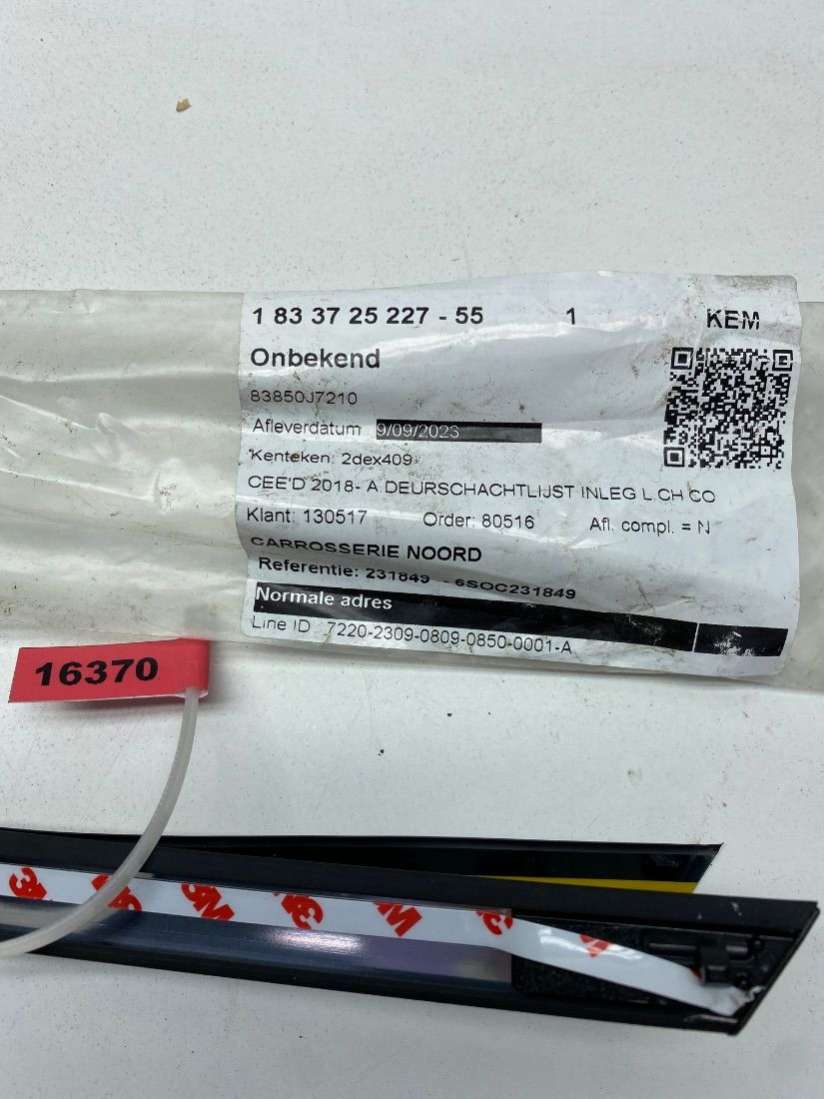 1 83 37 25 227 - 55 1 KEM
Onbekend
83850J7210
Afleverdatum 9/09/2023
Kenteken: 2dex409
CEE'D 2018- A.DEURSCHACHTLIJST INLEG L.CH CO
Klant: 130517 Order: 80516 Afl. compl. = N
CARROSSERIE NOORD
Referentie: 231849 - 6SOC231849
Normale adres
Line ID 7220-2309-0809-0850-0001-A
16370
3M 3M 3M 3M 3M